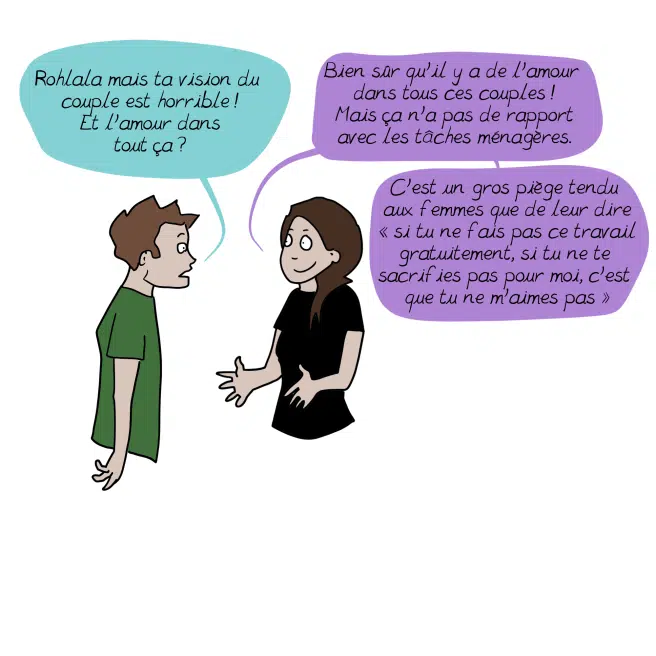 Rohlala mais ta vision du
couple est horrible !
Et l'amour dans
tout ça ?
Bien sûr qu'il y a de l'amour
dans tous ces couples !
Mais ça n'a pas de rapport
avec les tâches ménagères.
C'est un gros piège tendu
aux femmes que de leur dire
« si tu ne fais pas ce travail
gratuitement, si tu ne te
sacrifies pas pour moi, c'est
que tu ne m'aimes pas »